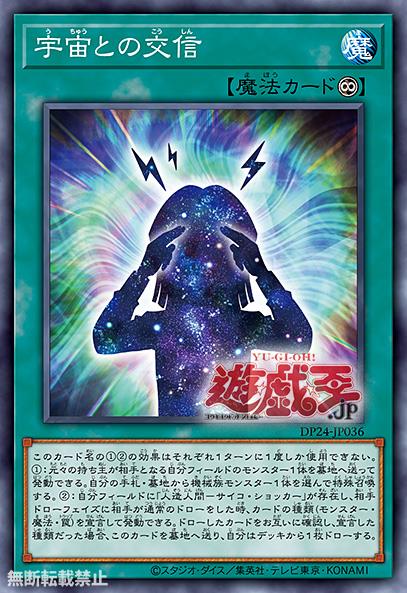 宇宙との交信
魔
【魔法カード】
YU-GI-OH!
遊戯王.jp
DP24-JP036
このカード名の①②の効果はそれぞれ1ターンに1度しか使用できない。
①:元々の持ち主が相手となる自分フィールドのモンスター1体を墓地へ送って
発動できる。自分の手札・墓地から機械族モンスター1体を選んで特殊召喚
する。②:自分フィールドに「人造人間-サイコ・ショッカー」が存在し、相手
ドローフェイズに相手が通常のドローをした時、カードの種類(モンスター・
魔法・罠)を宣言して発動できる。ドローしたカードをお互いに確認し、宣言した
種類だった場合、このカードを墓地へ送り、自分はデッキから1枚ドローする。
無断転載禁止
©スタジオ・ダイス/集英社・テレビ東京・KONAMI